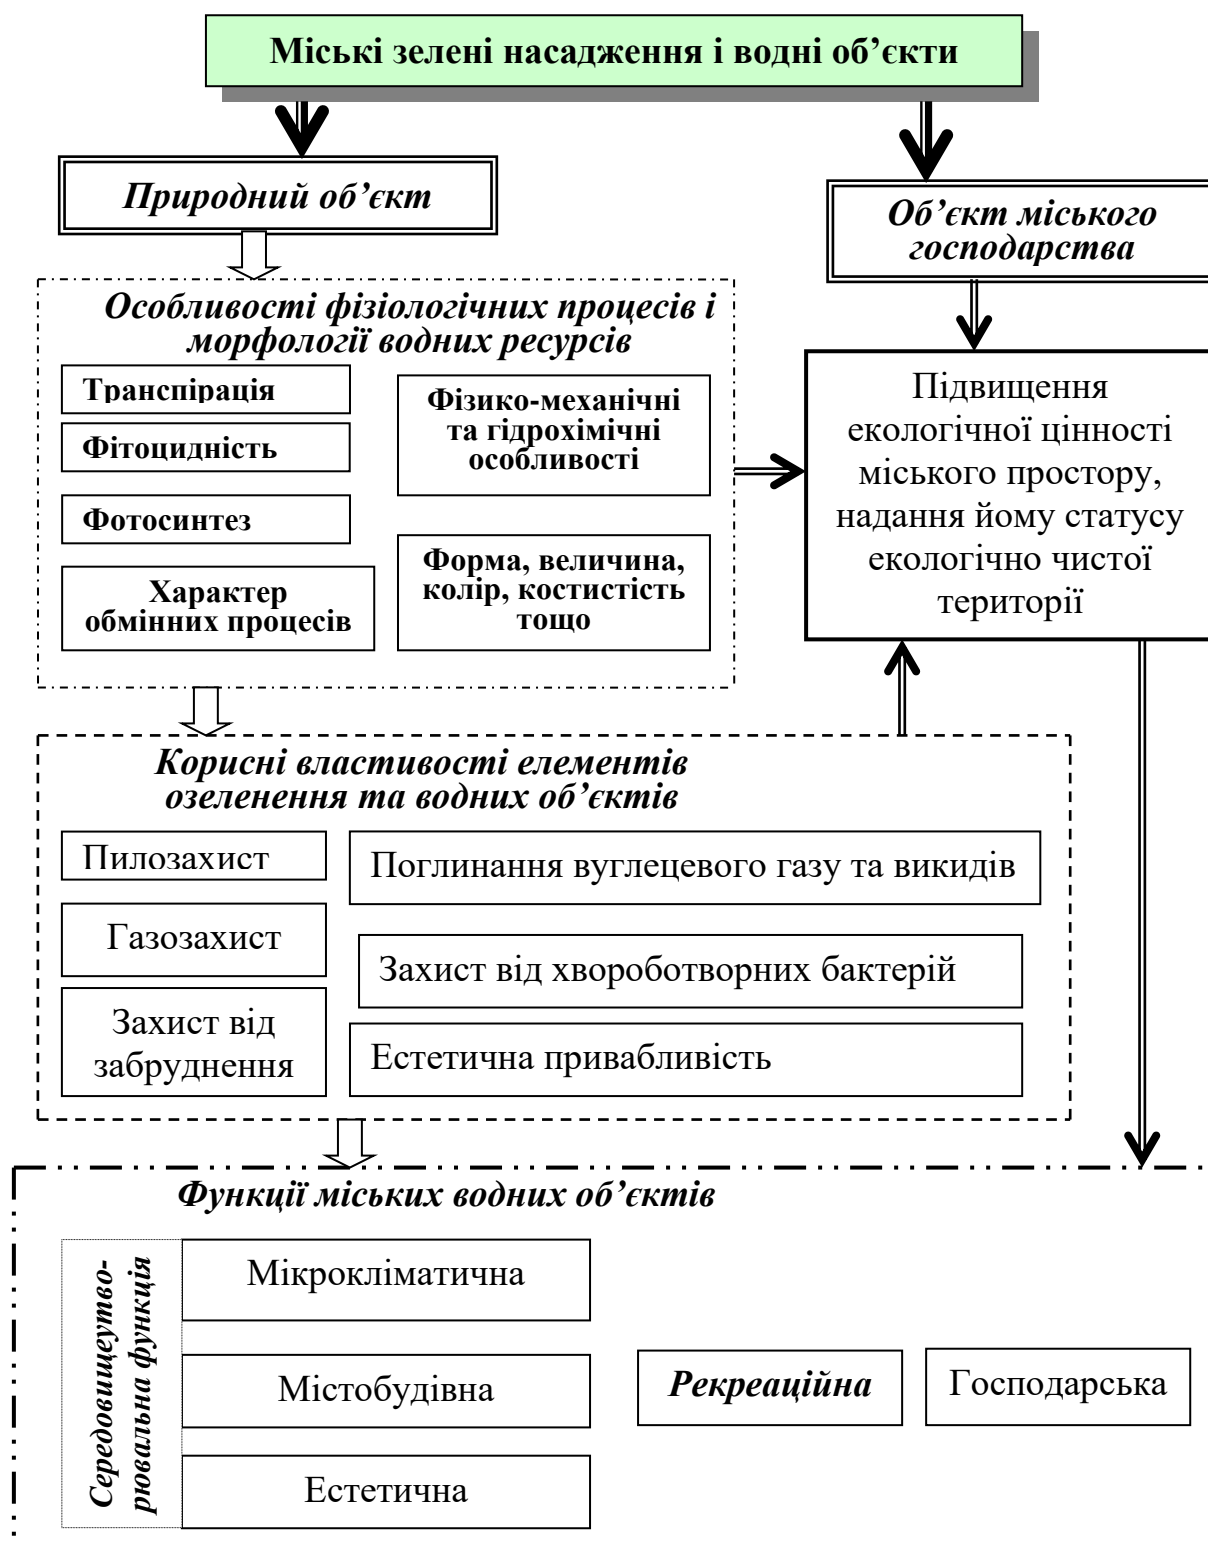 Міські зелені насадження і водні об’єкти
Природний об’єкт
Об’єкт міського
господарства
Особливості фізіологічних процесів і
морфології водних ресурсів
Транспірація
Фітоцидність
Фотосинтез
Характер
обмінних процесів
Фізико-механічні
та гідрохімічні
особливості
Форма, величина,
колір, костистість
тощо
Підвищення
екологічної цінності
міського простору,
надання йому статусу
екологічно чистої
території
Корисні властивості елементів
озеленення та водних об’єктів
Пилозахист
Газозахист
Захист від
забруднення
Поглинання вуглецевого газу та викидів
Захист від хвороботворних бактерій
Естетична привабливість
Функції міських водних об’єктів
Середовищеутво-
рювальна функція
Мікрокліматична
Містобудівна
Естетична
Рекреаційна
Господарська